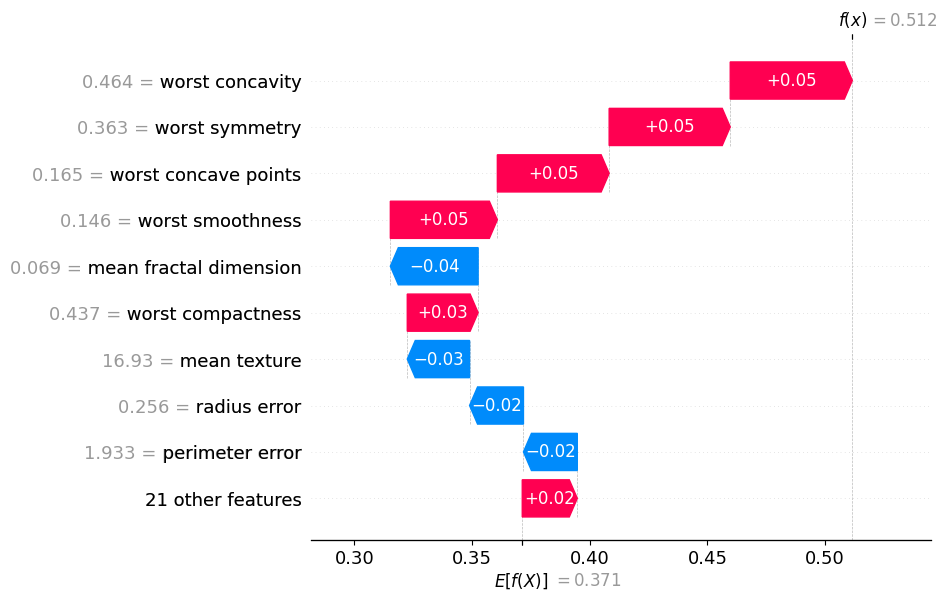 f(x) = 0.512
0.464 = worst concavity +0.05
0.363 = worst symmetry +0.05
0.165 = worst concave points +0.05
0.146 = worst smoothness +0.05
0.069 = mean fractal dimension −0.04
0.437 = worst compactness +0.03
16.93 = mean texture −0.03
0.256 = radius error −0.02
1.933 = perimeter error −0.02
21 other features +0.02
0.30 0.35 0.40 0.45 0.50
E[f(X)] = 0.371